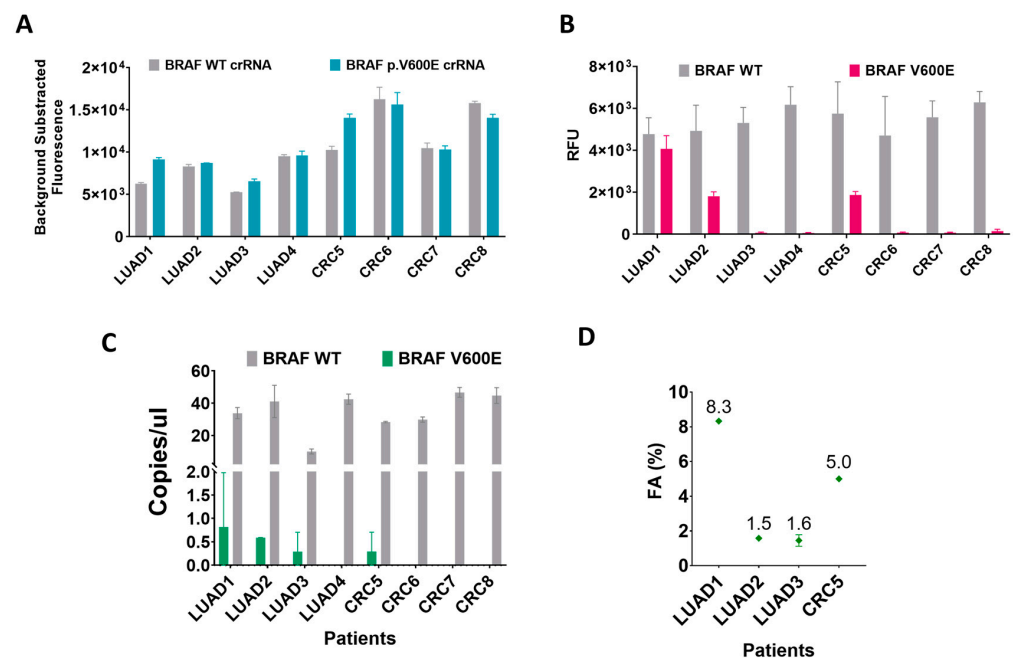 A
BRAF WT crRNA
BRAF p.V600E crRNA
Background Substracted
Fluorescence
2×10⁴
1.5×10⁴
1×10⁴
5×10³
0
LUAD1
LUAD2
LUAD3
LUAD4
CRC5
CRC6
CRC7
CRC8
B
BRAF WT
BRAF V600E
RFU
8×10³
6×10³
4×10³
2×10³
0
LUAD1
LUAD2
LUAD3
LUAD4
CRC5
CRC6
CRC7
CRC8
C
BRAF WT
BRAF V600E
Copies/ul
60
40
20
2.0
1.5
1.0
0.5
0.0
LUAD1
LUAD2
LUAD3
LUAD4
CRC5
CRC6
CRC7
CRC8
Patients
D
FA (%)
10
8
6
4
2
0
8.3
1.5
1.6
5.0
LUAD1
LUAD2
LUAD3
CRC5
Patients